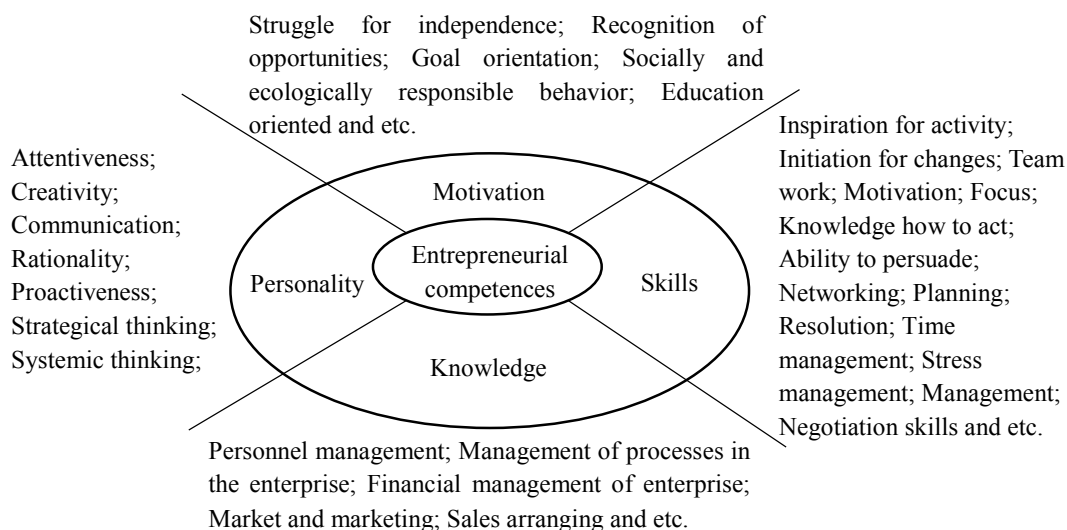 Struggle for independence; Recognition of
opportunities; Goal orientation; Socially and
ecologically responsible behavior; Education
oriented and etc.
Attentiveness;
Creativity;
Communication;
Rationality;
Proactiveness;
Strategical thinking;
Systemic thinking;
Motivation
Personality
Entrepreneurial
competences
Skills
Knowledge
Inspiration for activity;
Initiation for changes; Team
work; Motivation; Focus;
Knowledge how to act;
Ability to persuade;
Networking; Planning;
Resolution; Time
management; Stress
management; Management;
Negotiation skills and etc.
Personnel management; Management of processes in
the enterprise; Financial management of enterprise;
Market and marketing; Sales arranging and etc.